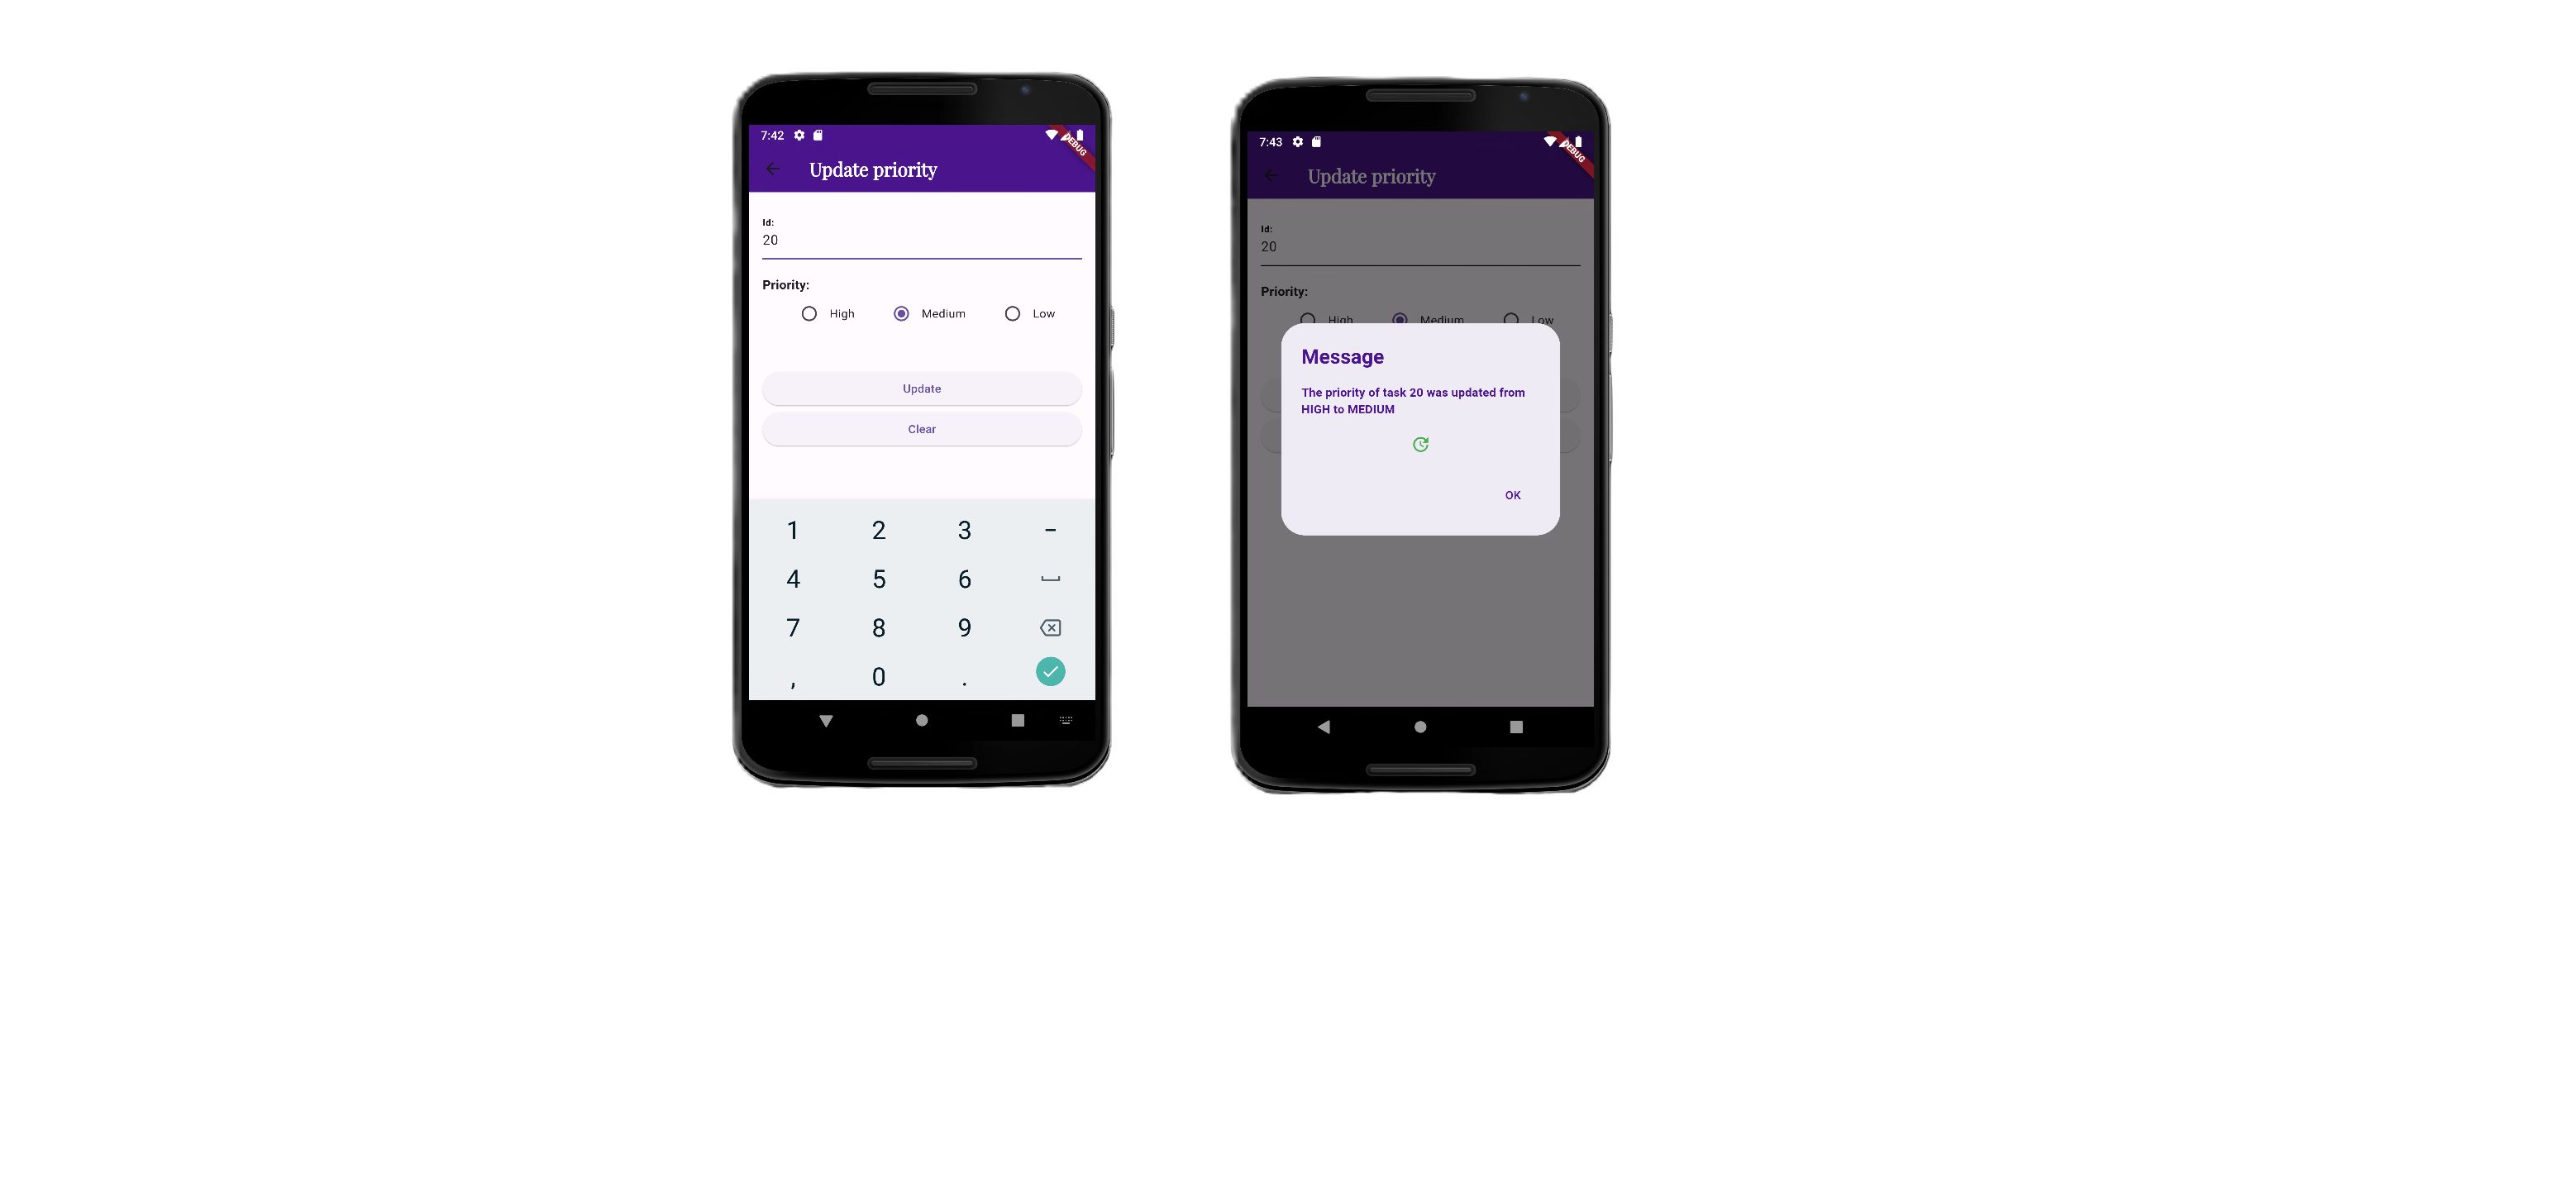 7:42
DEBUG
Update priority
Id:
20
Priority:
High Medium Low
Update
Clear
1 2 3 -
4 5 6
7 8 9
, 0 .
7:43
DEBUG
Update priority
Id:
20
Priority:
High Medium Low
Message
The priority of task 20 was updated from
HIGH to MEDIUM
OK